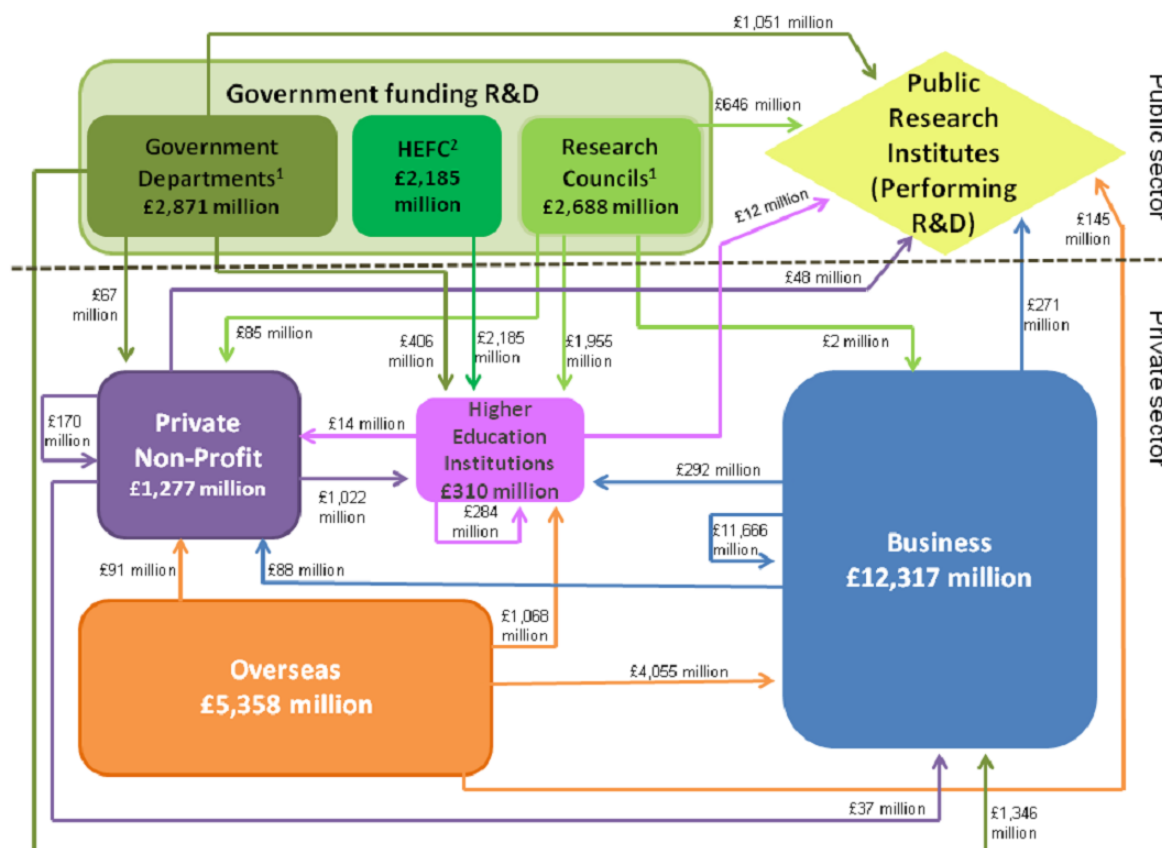 £1,051 million
Government funding R&D
Government
Departments¹
£2,871 million
HEFC²
£2,185
million
Research
Councils¹
£2,688 million
£646 million
Public
Research
Institutes
(Performing
R&D)
Public sector
£12 million
£145
million
£67
million
£85 million
£406
million
£2,185
million
£1,955
million
£48 million
£2 million
£271
million
Private sector
£170
million
Private
Non-Profit
£1,277 million
£14 million
£1,022
million
Higher
Education
Institutions
£310 million
£284
million
£292 million
£11,666
million
Business
£12,317 million
£91 million
£88 million
£1,068
million
Overseas
£5,358 million
£4,055 million
£37 million
£1,346
million